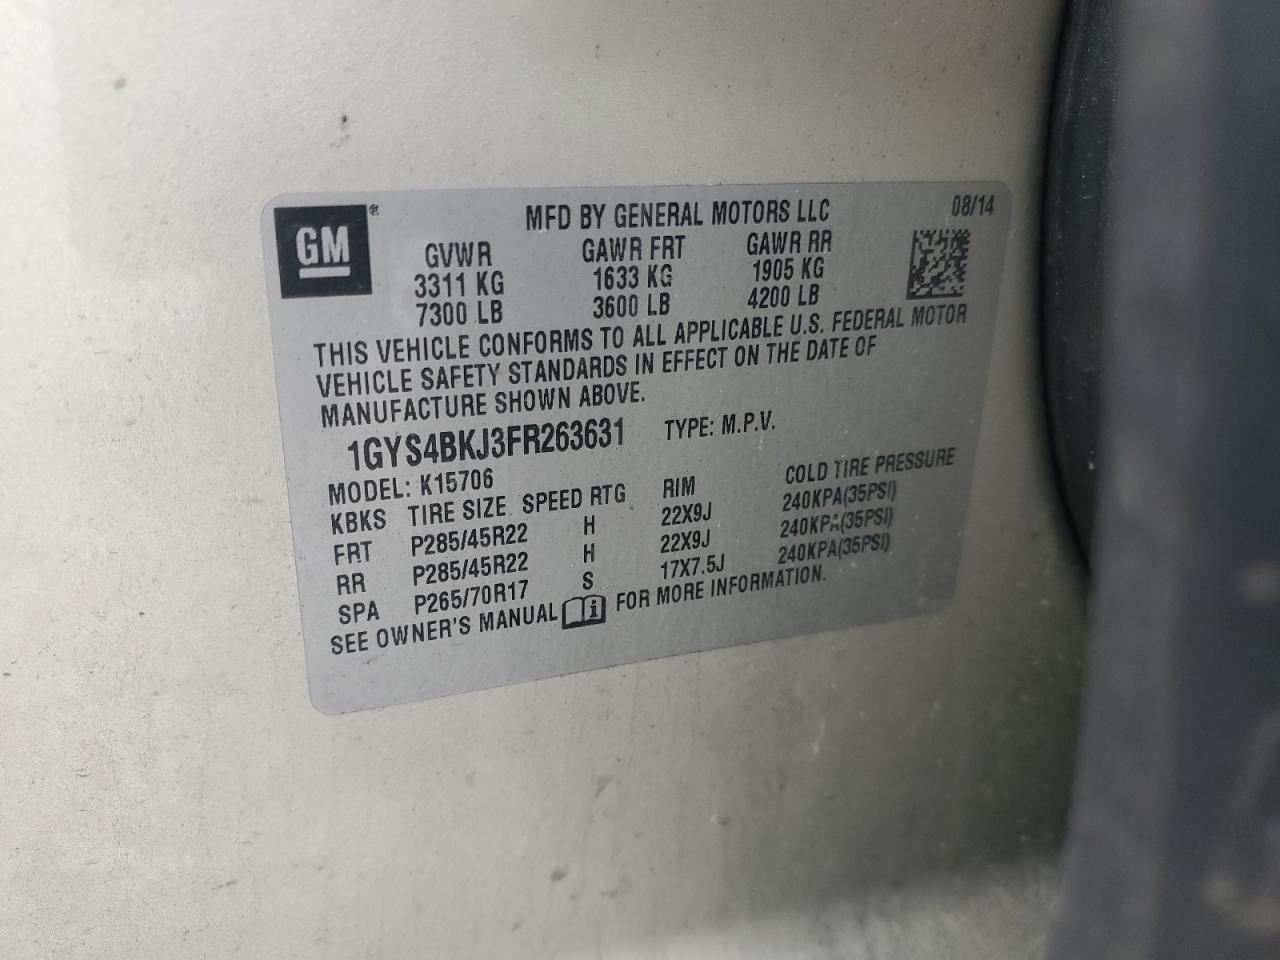 GM®
MFD BY GENERAL MOTORS LLC 08/14
GVWR GAWR FRT GAWR RR
3311 KG 1633 KG 1905 KG
7300 LB 3600 LB 4200 LB
THIS VEHICLE CONFORMS TO ALL APPLICABLE U.S. FEDERAL MOTOR
VEHICLE SAFETY STANDARDS IN EFFECT ON THE DATE OF
MANUFACTURE SHOWN ABOVE.
1GYS4BKJ3FR263631 TYPE: M.P.V.
MODEL: K15706
KBKS TIRE SIZE SPEED RTG RIM COLD TIRE PRESSURE
FRT P285/45R22 H 22X9J 240KPA(35PSI)
RR P285/45R22 H 22X9J 240KPA(35PSI)
SPA P265/70R17 S 17X7.5J 240KPA(35PSI)
SEE OWNER'S MANUAL i FOR MORE INFORMATION.